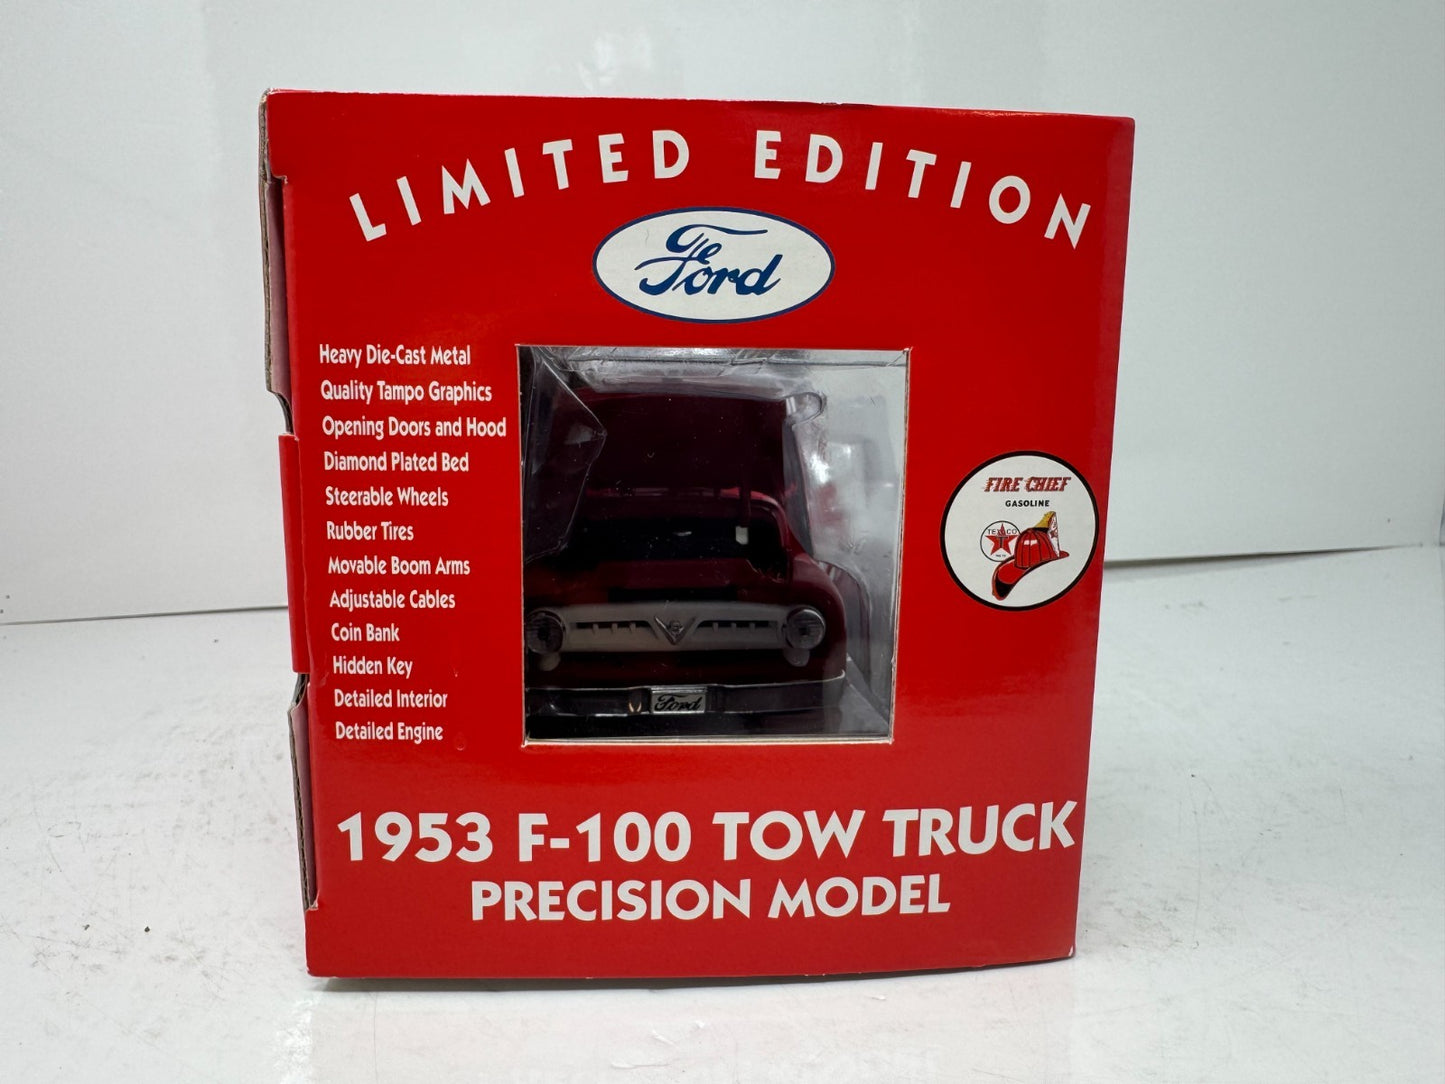 LIMITED EDITION
Ford
Heavy Die-Cast Metal
Quality Tampo Graphics
Opening Doors and Hood
Diamond Plated Bed
Steerable Wheels
Rubber Tires
Movable Boom Arms
Adjustable Cables
Coin Bank
Hidden Key
Detailed Interior
Detailed Engine
Ford
FIRE CHIEF
GASOLINE
TEXACO
T
1953 F-100 TOW TRUCK
PRECISION MODEL